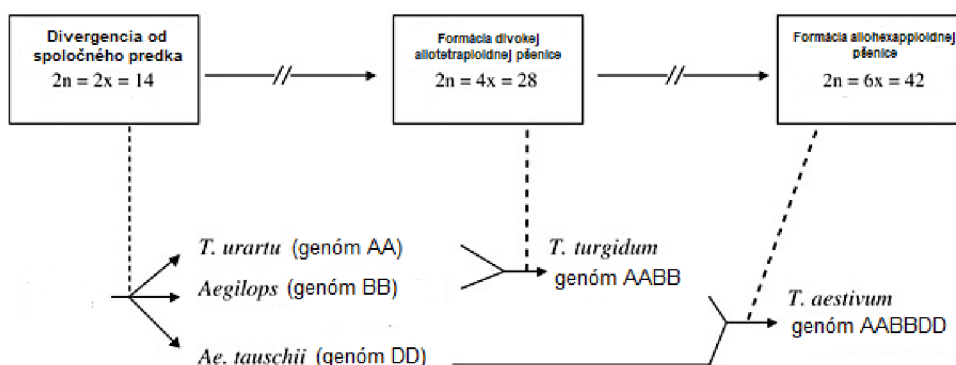 Divergencia od
spoločného predka
2n = 2x = 14
Formácia divokej
allotetraploidnej pšenice
2n = 4x = 28
Formácia allohexapploidnej
pšenice
2n = 6x = 42
T. urartu (genóm AA)
Aegilops (genóm BB)
Ae. tauschii (genóm DD)
T. turgidum
genóm AABB
T. aestivum
genóm AABBDD